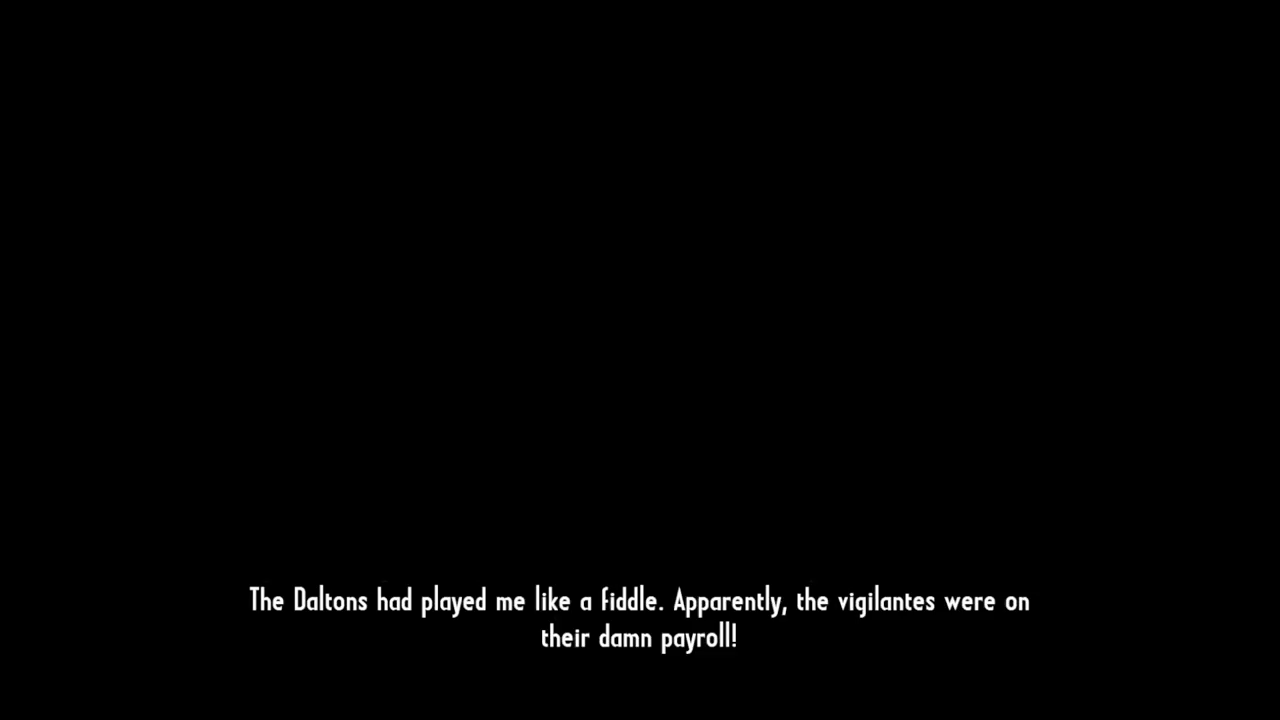 The Daltons had played me like a fiddle. Apparently, the vigilantes were on
their damn payroll!